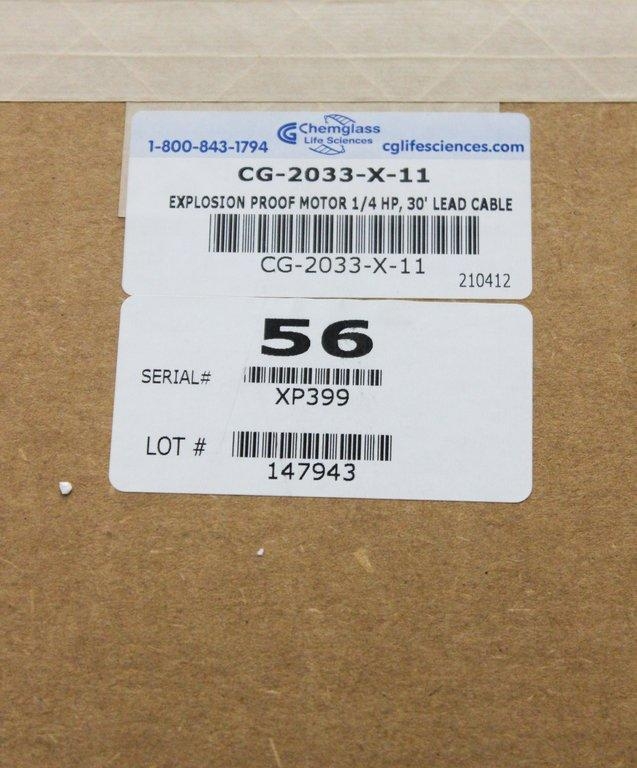 Chemglass
Life Sciences
1-800-843-1794
cglifesciences.com
CG-2033-X-11
EXPLOSION PROOF MOTOR 1/4 HP, 30' LEAD CABLE
CG-2033-X-11
210412
56
SERIAL#
XP399
LOT #
147943